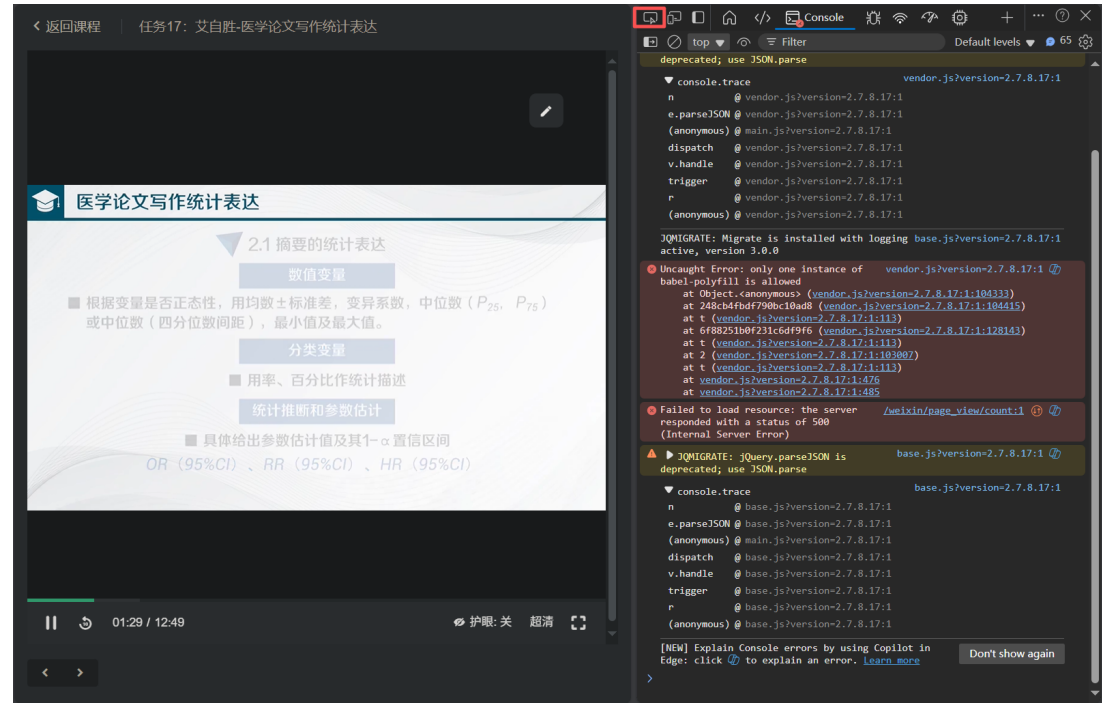 返回课程 任务17：艾自胜-医学论文写作统计表达
医学论文写作统计表达
2.1 摘要的统计表达
数值变量
根据变量是否正态性，用均数±标准差，变异系数，中位数（P25, P75）
或中位数（四分位数间距），最小值及最大值。
分类变量
用率、百分比作统计描述
统计推断和参数估计
具体给出参数估计值及其1-α置信区间
OR（95%CI）、RR（95%CI）、HR（95%CI）
01:29 / 12:49 护眼: 关 超清
Console
top Filter Default levels 65
deprecated; use JSON.parse
console.trace vendor.js?version=2.7.8.17:1
n @ vendor.js?version=2.7.8.17:1
e.parseJSON @ vendor.js?version=2.7.8.17:1
(anonymous) @ main.js?version=2.7.8.17:1
dispatch @ vendor.js?version=2.7.8.17:1
v.handle @ vendor.js?version=2.7.8.17:1
trigger @ vendor.js?version=2.7.8.17:1
r @ vendor.js?version=2.7.8.17:1
(anonymous) @ vendor.js?version=2.7.8.17:1
JQMIGRATE: Migrate is installed with logging base.js?version=2.7.8.17:1
active, version 3.0.0
Uncaught Error: only one instance of vendor.js?version=2.7.8.17:1
babel-polyfill is allowed
at Object.<anonymous> (vendor.js?version=2.7.8.17:1:104333)
at 248cb4fbdf790bc10ad8 (vendor.js?version=2.7.8.17:1:104415)
at t (vendor.js?version=2.7.8.17:1:113)
at 6f88251b0f231c6df9f6 (vendor.js?version=2.7.8.17:1:128143)
at t (vendor.js?version=2.7.8.17:1:113)
at 2 (vendor.js?version=2.7.8.17:1:103007)
at t (vendor.js?version=2.7.8.17:1:113)
at vendor.js?version=2.7.8.17:1:476
at vendor.js?version=2.7.8.17:1:485
Failed to load resource: the server /weixin/page_view/count:1
responded with a status of 500
(Internal Server Error)
JQMIGRATE: jQuery.parseJSON is base.js?version=2.7.8.17:1
deprecated; use JSON.parse
console.trace base.js?version=2.7.8.17:1
n @ base.js?version=2.7.8.17:1
e.parseJSON @ base.js?version=2.7.8.17:1
(anonymous) @ main.js?version=2.7.8.17:1
dispatch @ base.js?version=2.7.8.17:1
v.handle @ base.js?version=2.7.8.17:1
trigger @ base.js?version=2.7.8.17:1
r @ base.js?version=2.7.8.17:1
(anonymous) @ base.js?version=2.7.8.17:1
[NEW] Explain Console errors by using Copilot in
Edge: click to explain an error. Learn more
Don't show again